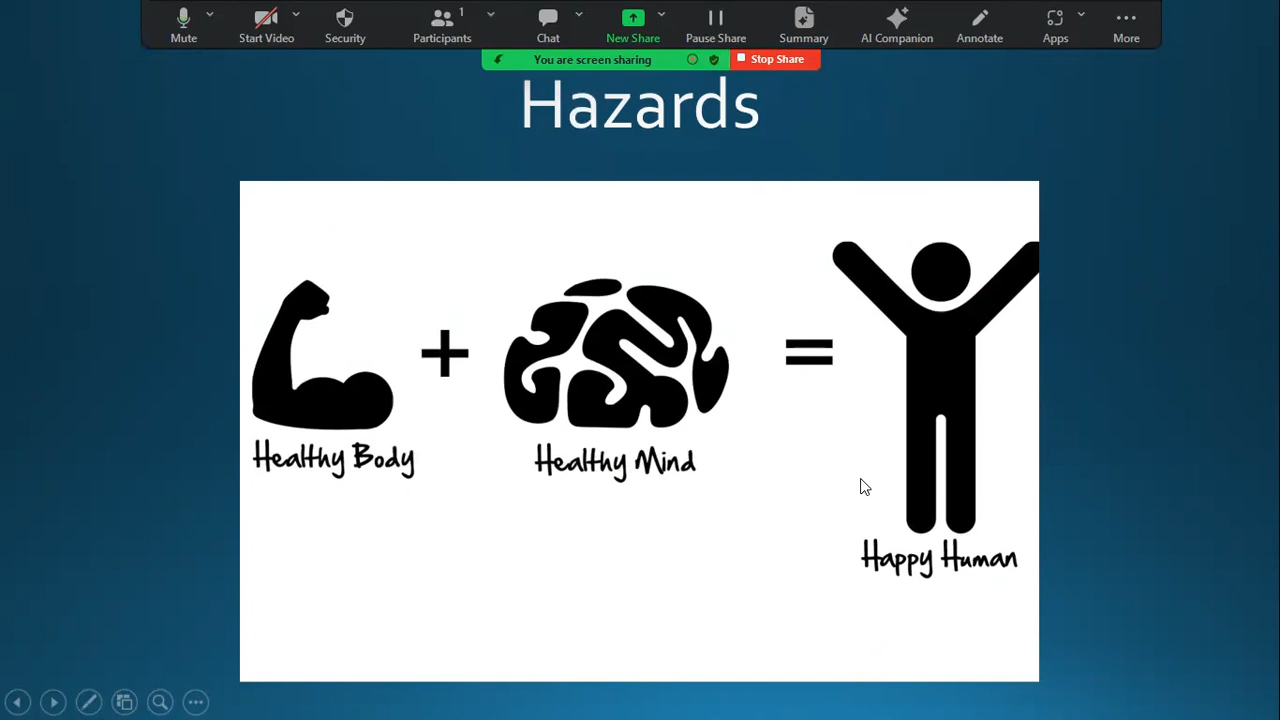 Mute
Start Video
Security
Participants
1
Chat
New Share
Pause Share
Summary
AI Companion
Annotate
Apps
More
You are screen sharing
Stop Share
Hazards
+
=
Healthy Body
Healthy Mind
Happy Human